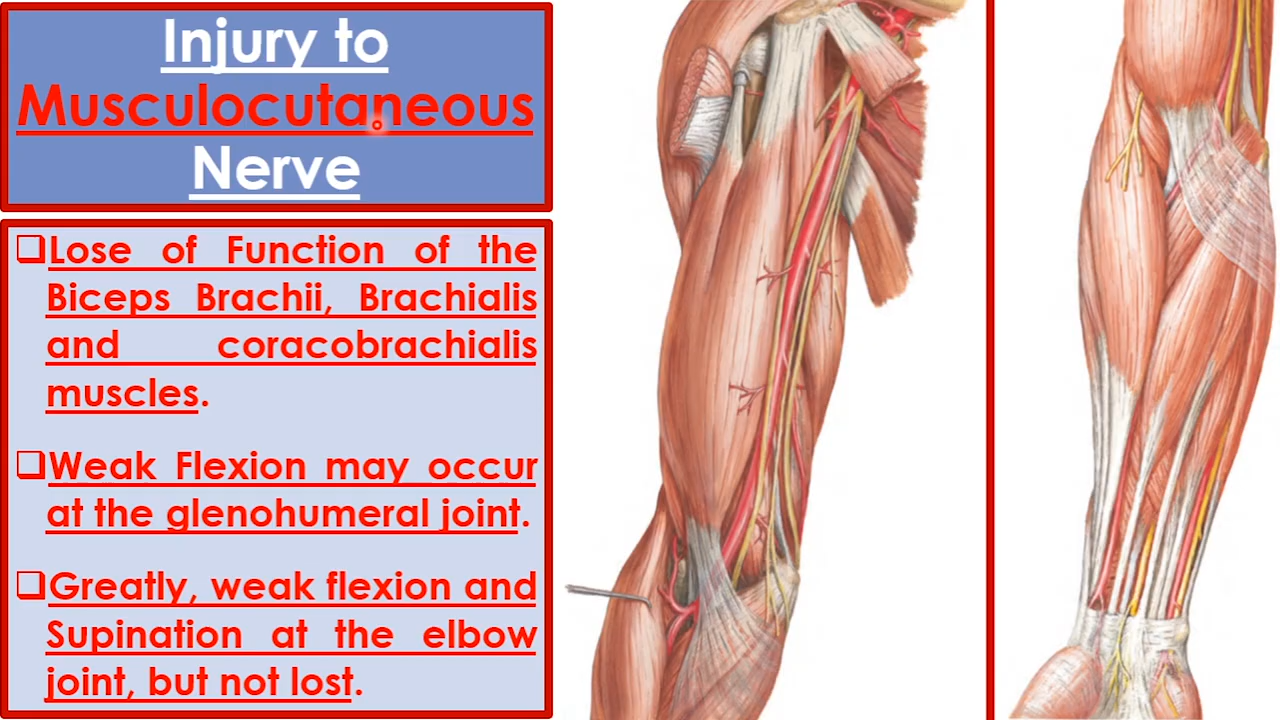 Injury to
Musculocutaneous
Nerve
❑Lose of Function of the
Biceps Brachii, Brachialis
and coracobrachialis
muscles.
❑Weak Flexion may occur
at the glenohumeral joint.
❑Greatly, weak flexion and
Supination at the elbow
joint, but not lost.